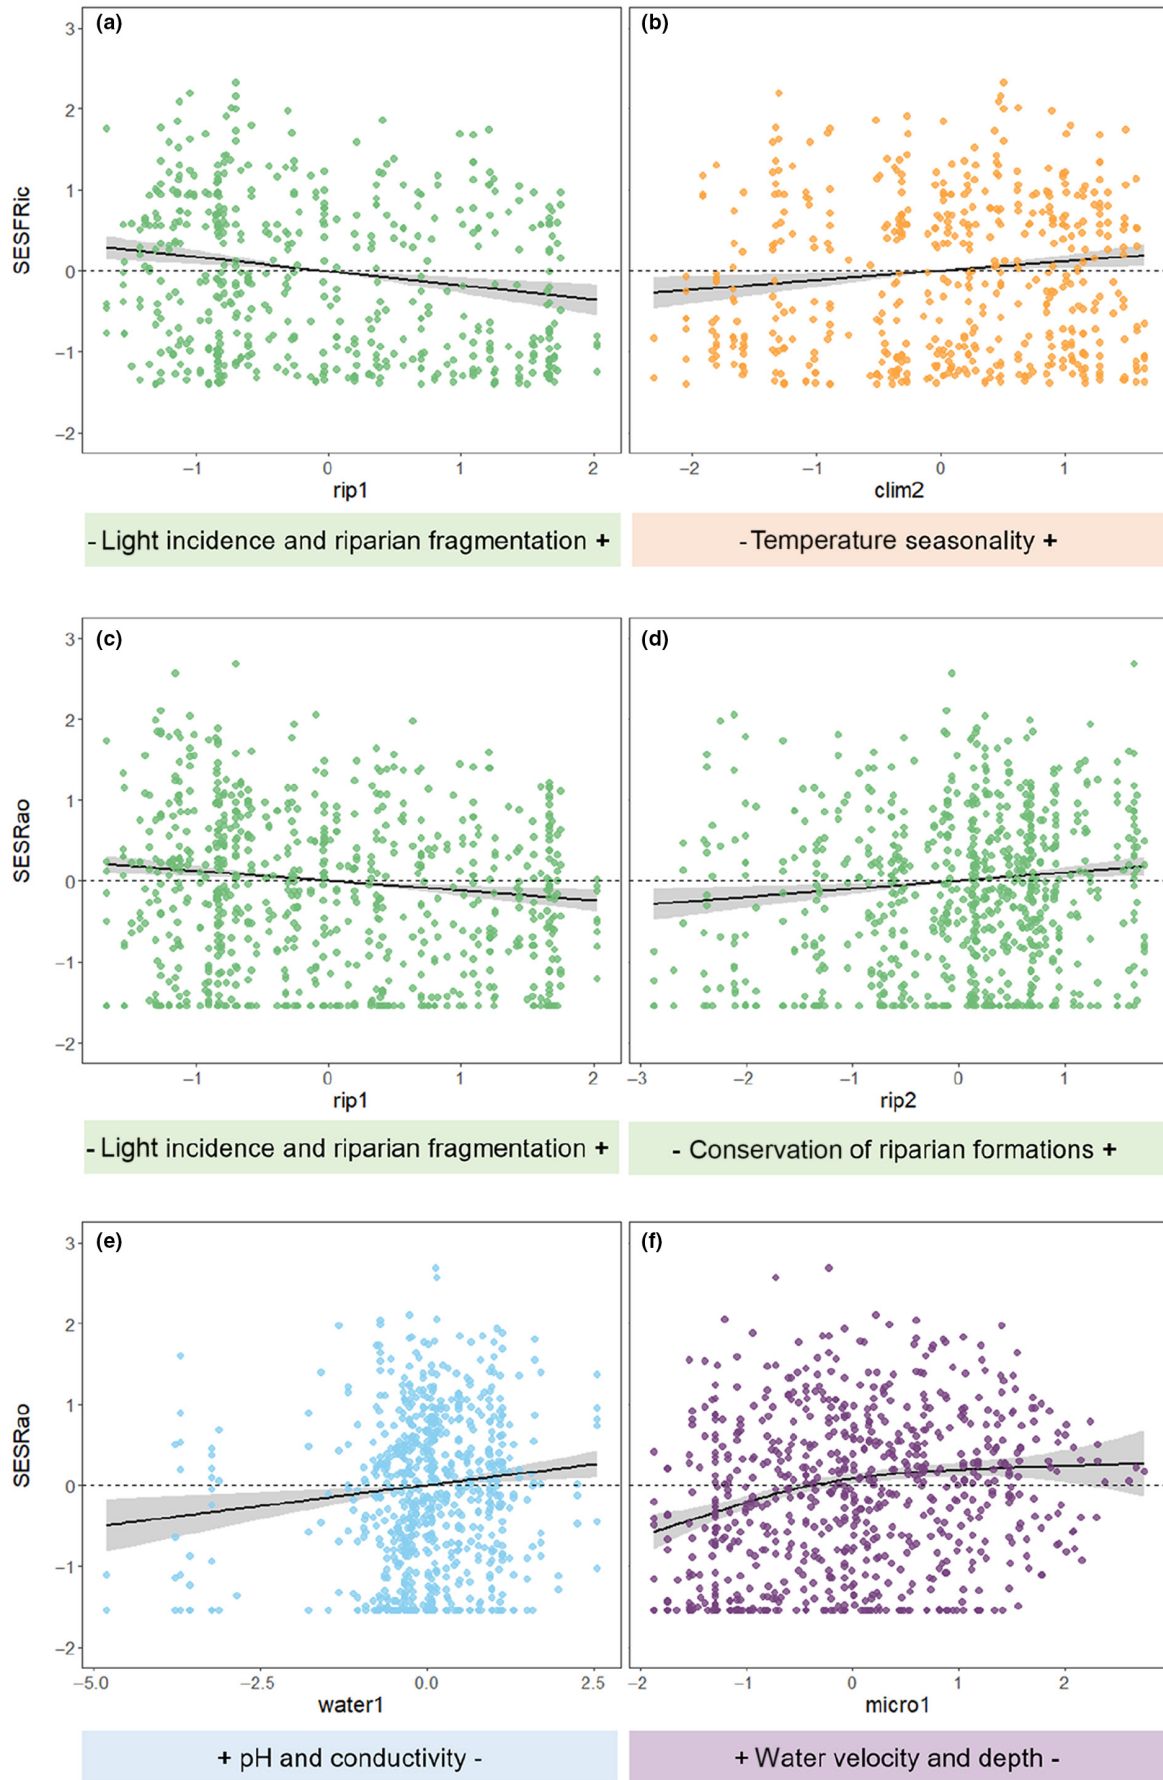 (a)
(b)
3
2
1
0
−1
−2
SESFRic
−1
0
1
2
−2
−1
0
1
rip1
clim2
- Light incidence and riparian fragmentation +
- Temperature seasonality +
(c)
(d)
3
2
1
0
−1
−2
SESRao
−1
0
1
2
−3
−2
−1
0
1
rip1
rip2
- Light incidence and riparian fragmentation +
- Conservation of riparian formations +
(e)
(f)
3
2
1
0
−1
−2
SESRao
−5.0
−2.5
0.0
2.5
−2
−1
0
1
2
water1
micro1
+ pH and conductivity -
+ Water velocity and depth -